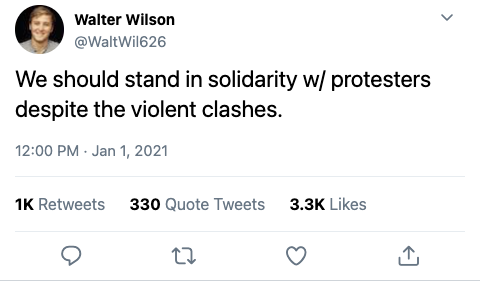 Walter Wilson
@WaltWil626
We should stand in solidarity w/ protesters
despite the violent clashes.
12:00 PM · Jan 1, 2021
1K Retweets 330 Quote Tweets 3.3K Likes